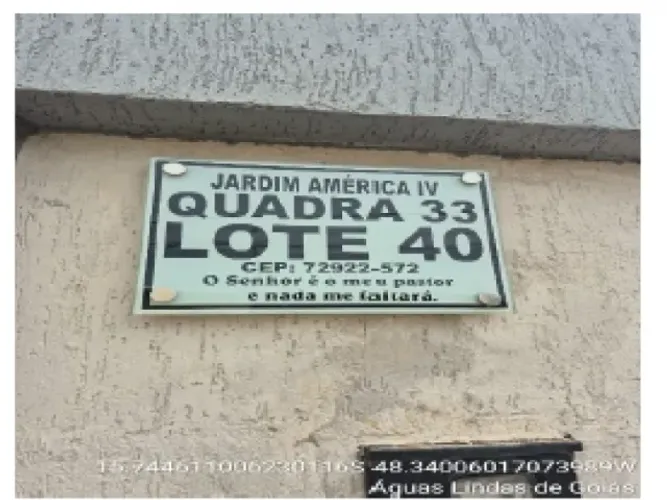 JARDIM AMÉRICA IV
QUADRA 33
LOTE 40
CEP: 72922-572
O Senhor é o meu pastor
e nada me faltará.
15.744611006230116S 48.34006017073989W
Águas Lindas de Goiás